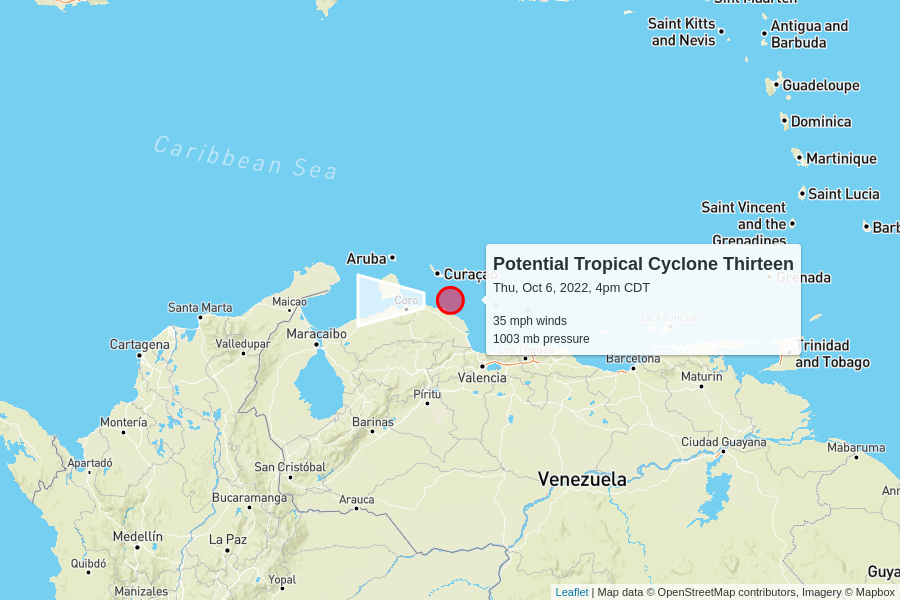 Sint Maarten
Saint Kitts
and Nevis
Antigua and
Barbuda
Guadeloupe
Dominica
Caribbean Sea
Martinique
Saint Lucia
Saint Vincent
and the
Grenadines
Barb
Aruba
Curaçao
Potential Tropical Cyclone Thirteen
Thu, Oct 6, 2022, 4pm CDT
35 mph winds
1003 mb pressure
Grenada
La Asunción
Coro
Maicao
Santa Marta
Maracaibo
Cartagena
Valledupar
Trinidad
and Tobago
Barcelona
Valencia
Maturín
Píritu
Montería
Barinas
Ciudad Guayana
Mabaruma
Apartadó
San Cristóbal
Venezuela
Ann
Bucaramanga
Arauca
Medellín
La Paz
Quibdó
Yopal
Manizales
Guya
Leaflet | Map data © OpenStreetMap contributors, Imagery © Mapbox